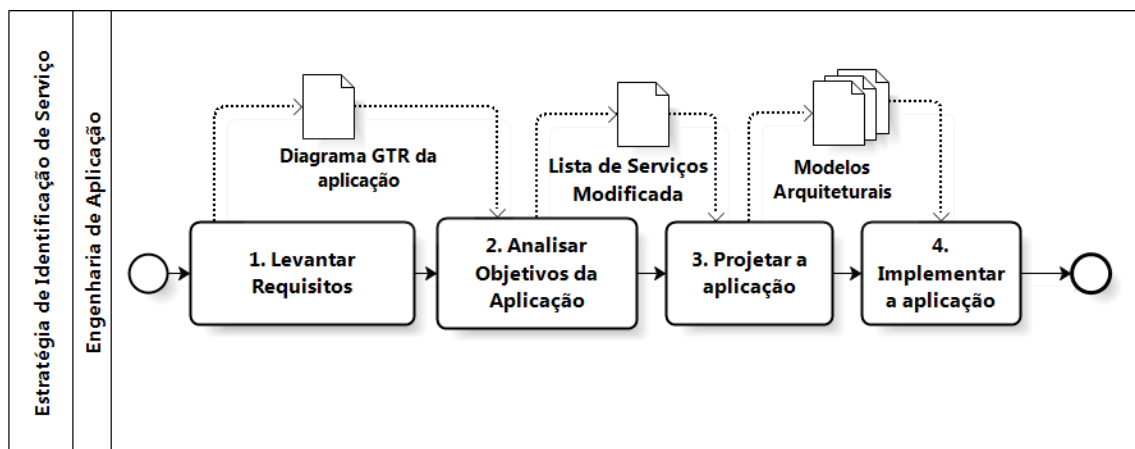 Estratégia de Identificação de Serviço
Engenharia de Aplicação
Diagrama GTR da
aplicação
Lista de Serviços
Modificada
Modelos
Arquiteturais
1. Levantar
Requisitos
2. Analisar
Objetivos da
Aplicação
3. Projetar a
aplicação
4.
Implementar
a aplicação